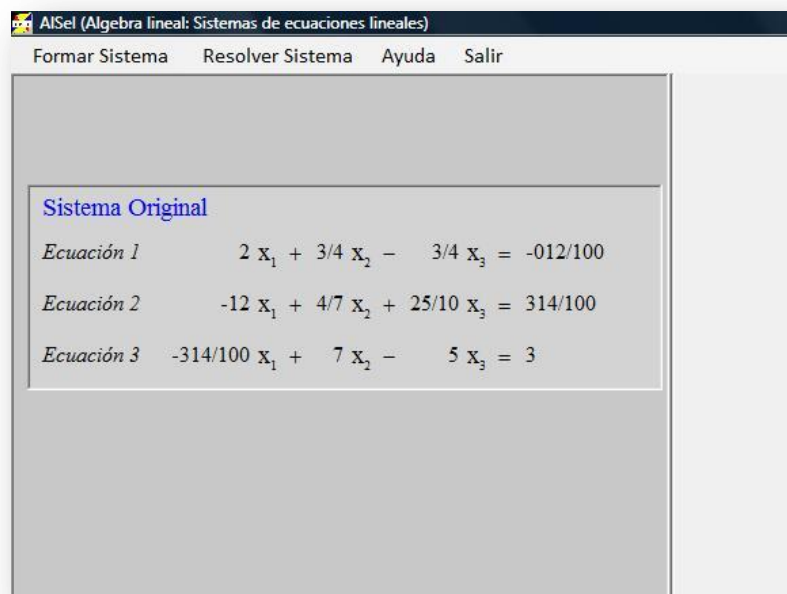 AlSel (Algebra lineal: Sistemas de ecuaciones lineales)
Formar Sistema Resolver Sistema Ayuda Salir
Sistema Original
Ecuación 1 2 x₁ + 3/4 x₂ − 3/4 x₃ = -012/100
Ecuación 2 -12 x₁ + 4/7 x₂ + 25/10 x₃ = 314/100
Ecuación 3 -314/100 x₁ + 7 x₂ − 5 x₃ = 3